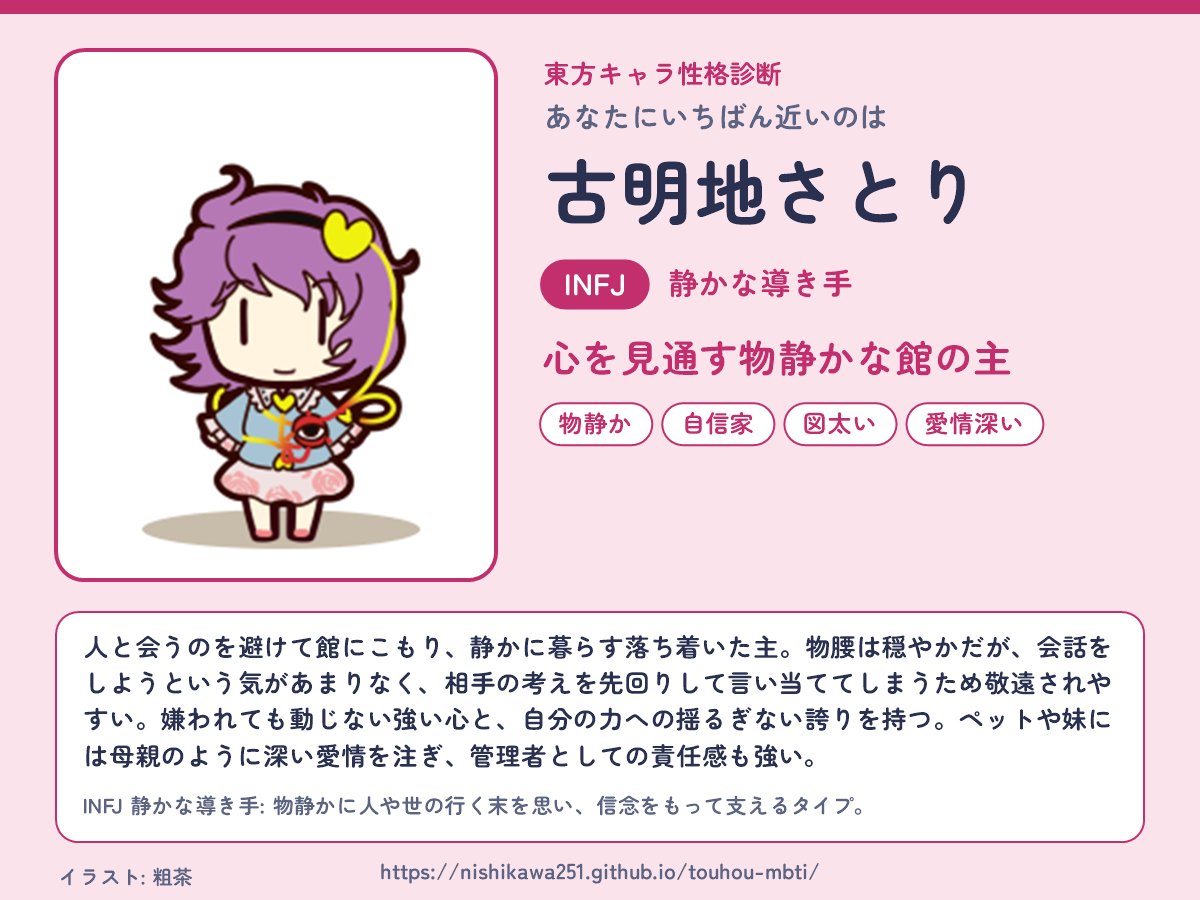 東方キャラ性格診断
あなたにいちばん近いのは
古明地さとり
INFJ 静かな導き手
心を見通す物静かな館の主
物静か 自信家 図太い 愛情深い
人と会うのを避けて館にこもり、静かに暮らす落ち着いた主。物腰は穏やかだが、会話を
しようという気があまりなく、相手の考えを先回りして言い当ててしまうため敬遠されや
すい。嫌われても動じない強い心と、自分の力への揺るぎない誇りを持つ。ペットや妹に
は母親のように深い愛情を注ぎ、管理者としての責任感も強い。
INFJ 静かな導き手: 物静かに人や世の行く末を思い、信念をもって支えるタイプ。
イラスト: 粗茶 https://nishikawa251.github.io/touhou-mbti/